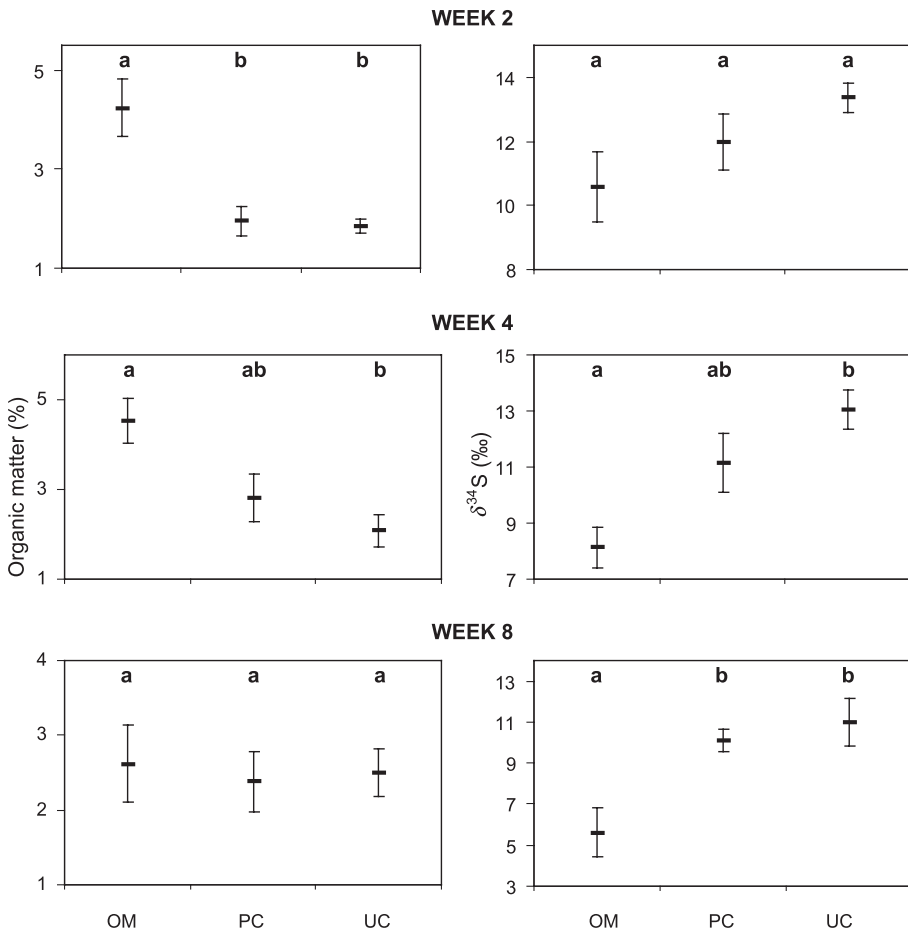 WEEK 2
a b b
5
3
1
a a a
14
12
10
8
WEEK 4
Organic matter (%)
a ab b
5
3
1
δ34S (‰)
a ab b
15
13
11
9
7
WEEK 8
a a a
4
3
2
1
OM PC UC
a b b
13
11
9
7
5
3
OM PC UC